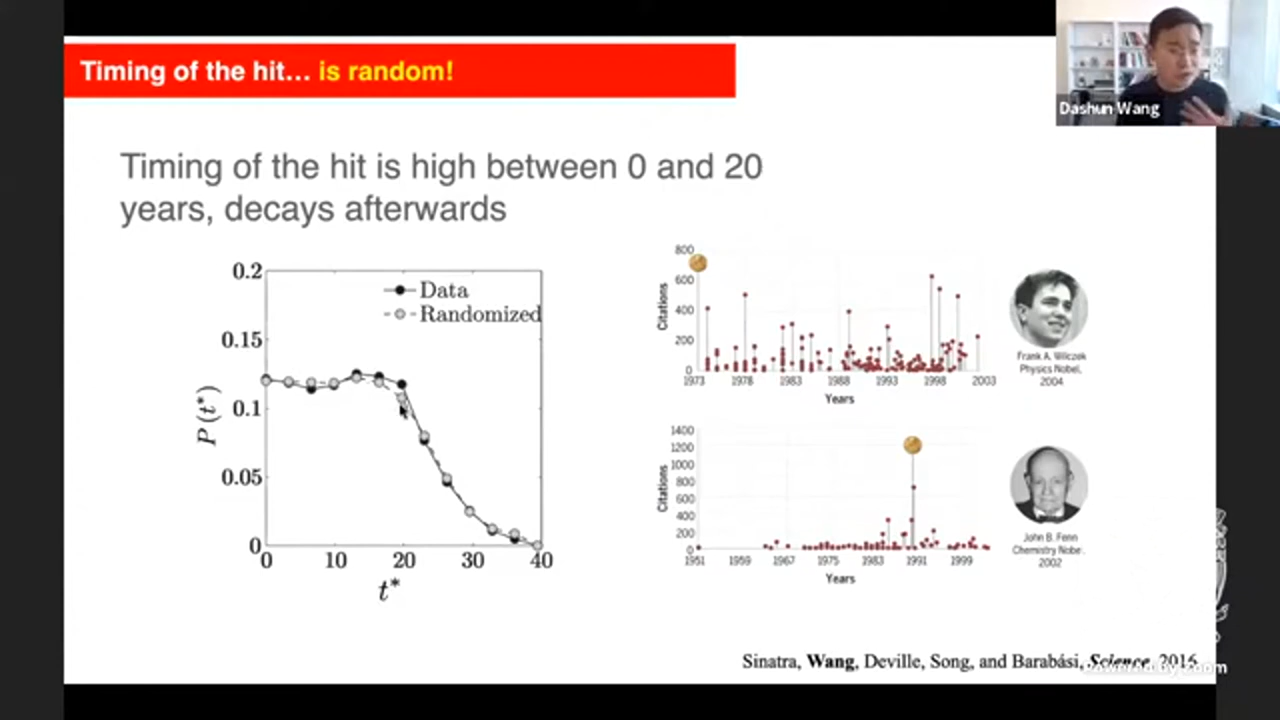 Timing of the hit... is random!
Dashun Wang
Timing of the hit is high between 0 and 20
years, decays afterwards
0.2
0.15
0.1
0.05
0
P(t*)
Data
Randomized
0 10 20 30 40
t*
800
600
400
200
0
Citations
1973 1978 1983 1988 1993 1998 2003
Years
Frank A. Wilczek
Physics Nobel,
2004
1400
1200
1000
800
600
400
200
0
Citations
1951 1959 1967 1975 1983 1991 1999
Years
John B. Fenn
Chemistry Nobe.
2002
Sinatra, Wang, Deville, Song, and Barabási, Science, 2016
Powered by Zoom